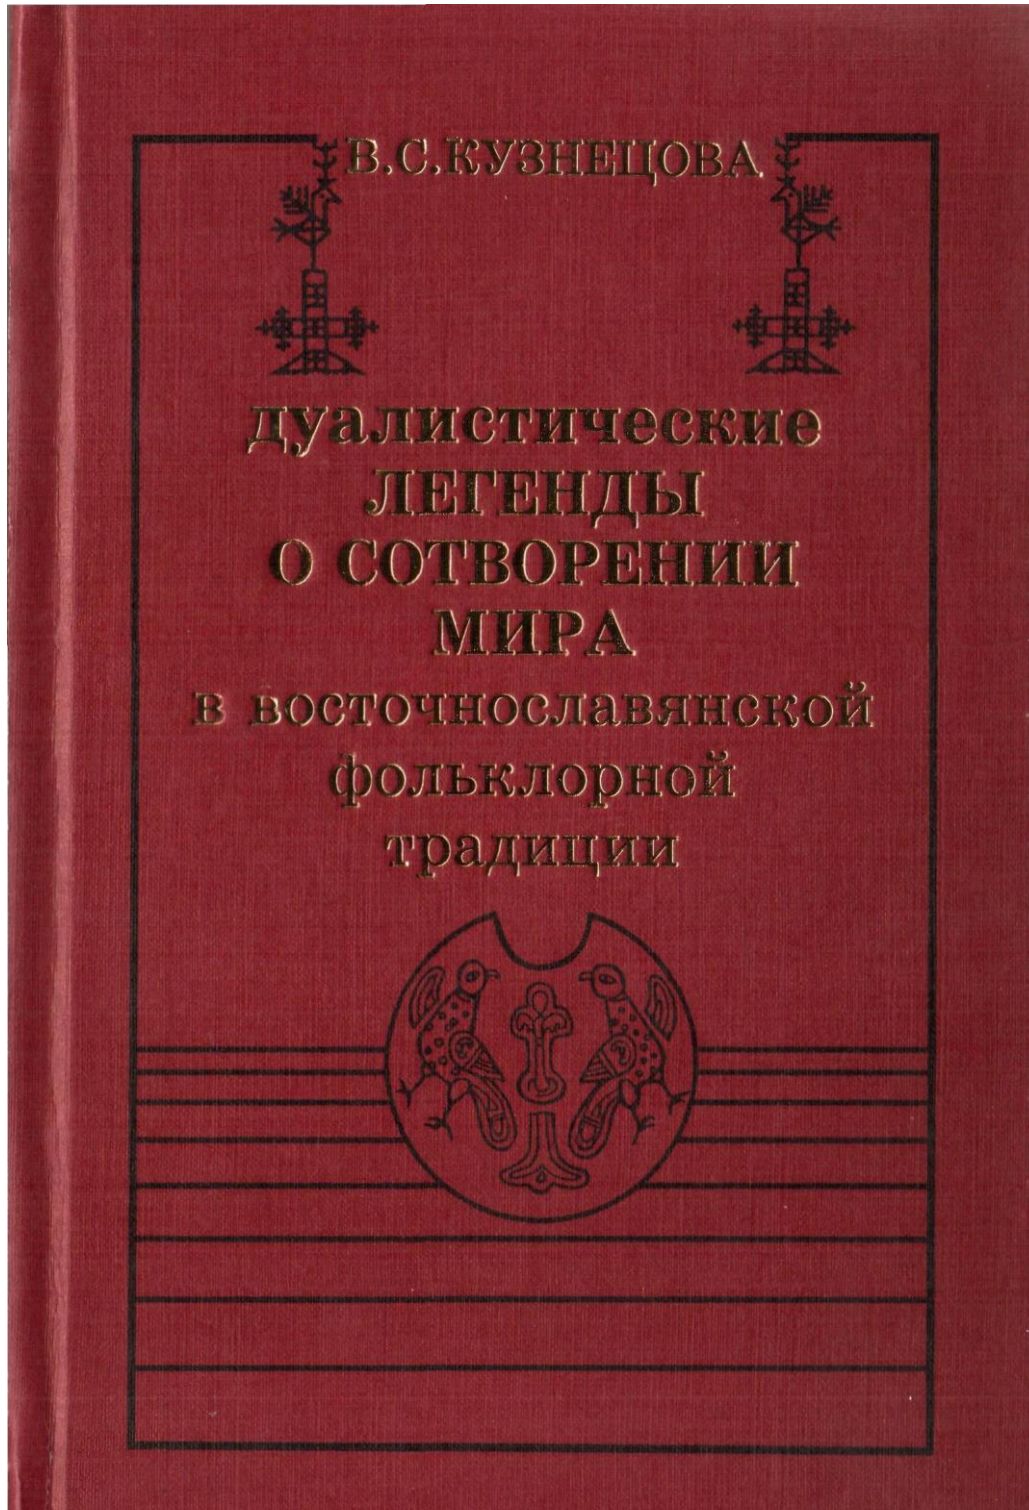 В.С.КУЗНЕЦОВА
дуалистические
ЛЕГЕНДЫ
О СОТВОРЕНИИ
МИРА
в восточнославянской
фольклорной
традиции